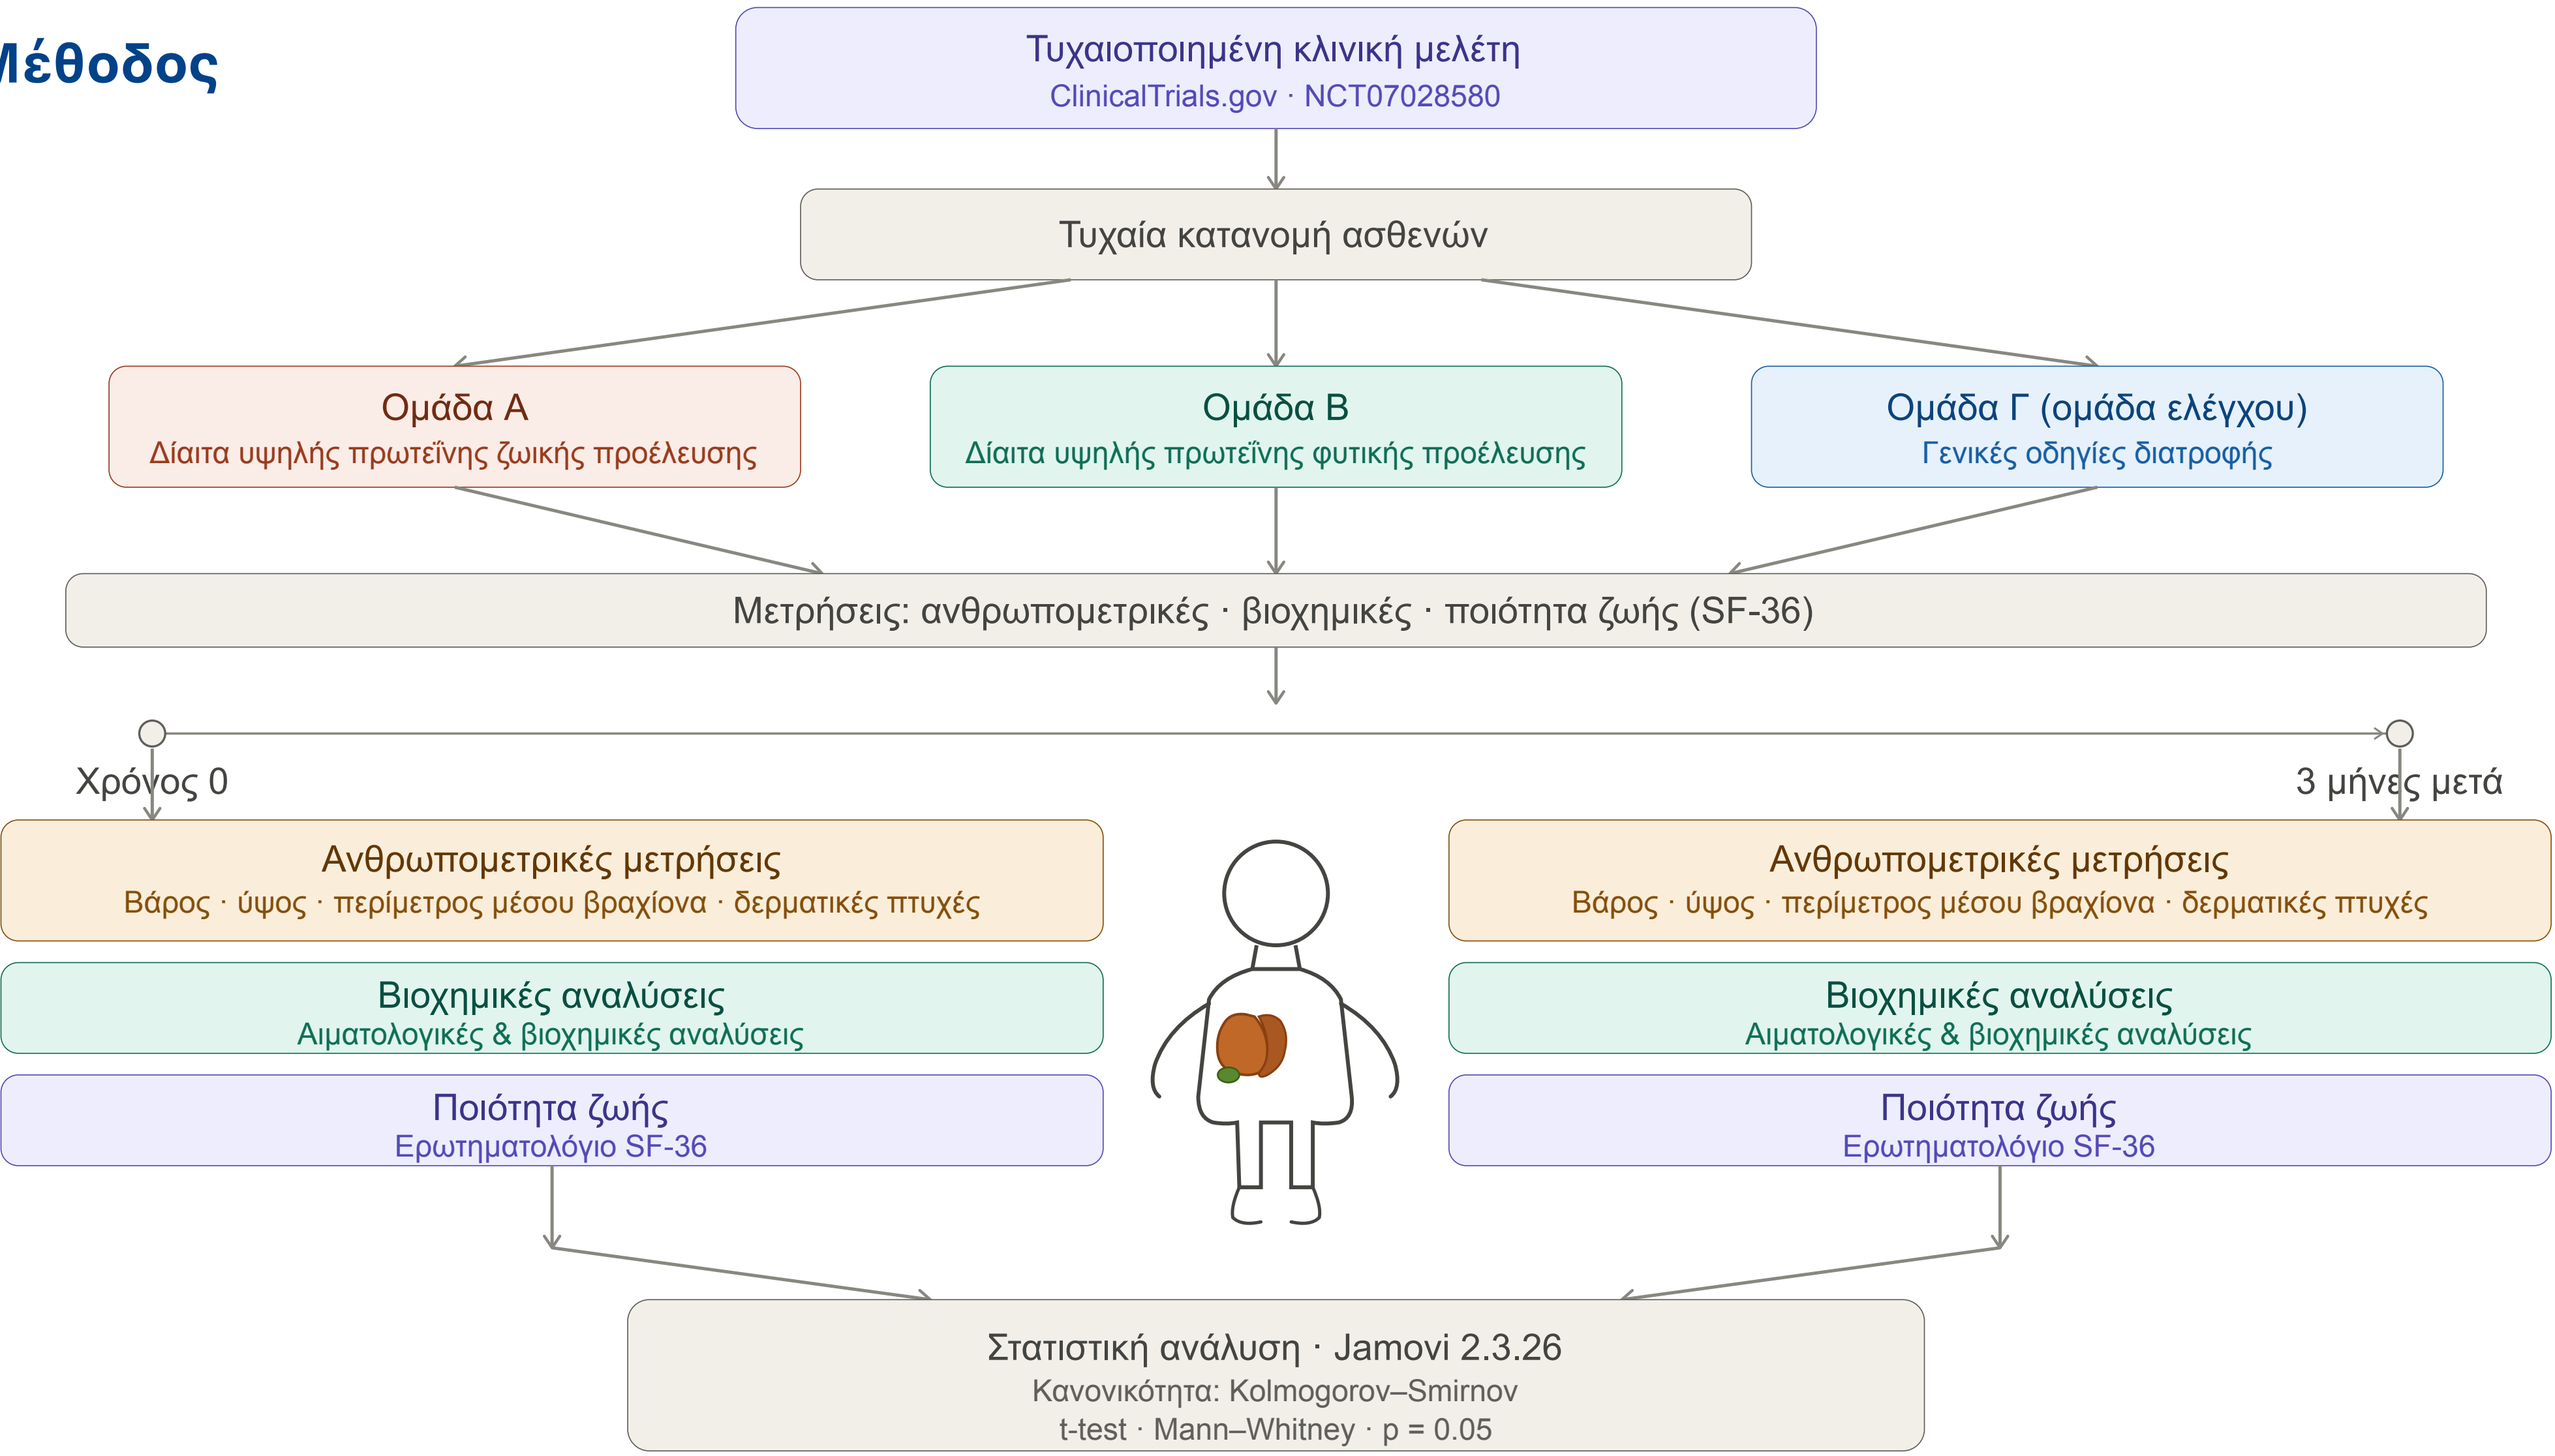 Μέθοδος
Τυχαιοποιημένη κλινική μελέτη
ClinicalTrials.gov · NCT07028580
Τυχαία κατανομή ασθενών
Ομάδα Α
Δίαιτα υψηλής πρωτεΐνης ζωικής προέλευσης
Ομάδα Β
Δίαιτα υψηλής πρωτεΐνης φυτικής προέλευσης
Ομάδα Γ (ομάδα ελέγχου)
Γενικές οδηγίες διατροφής
Μετρήσεις: ανθρωπομετρικές · βιοχημικές · ποιότητα ζωής (SF-36)
Χρόνος 0
3 μήνες μετά
Ανθρωπομετρικές μετρήσεις
Βάρος · ύψος · περίμετρος μέσου βραχίονα · δερματικές πτυχές
Βιοχημικές αναλύσεις
Αιματολογικές & βιοχημικές αναλύσεις
Ποιότητα ζωής
Ερωτηματολόγιο SF-36
Ανθρωπομετρικές μετρήσεις
Βάρος · ύψος · περίμετρος μέσου βραχίονα · δερματικές πτυχές
Βιοχημικές αναλύσεις
Αιματολογικές & βιοχημικές αναλύσεις
Ποιότητα ζωής
Ερωτηματολόγιο SF-36
Στατιστική ανάλυση · Jamovi 2.3.26
Κανονικότητα: Kolmogorov–Smirnov
t-test · Mann–Whitney · p = 0.05